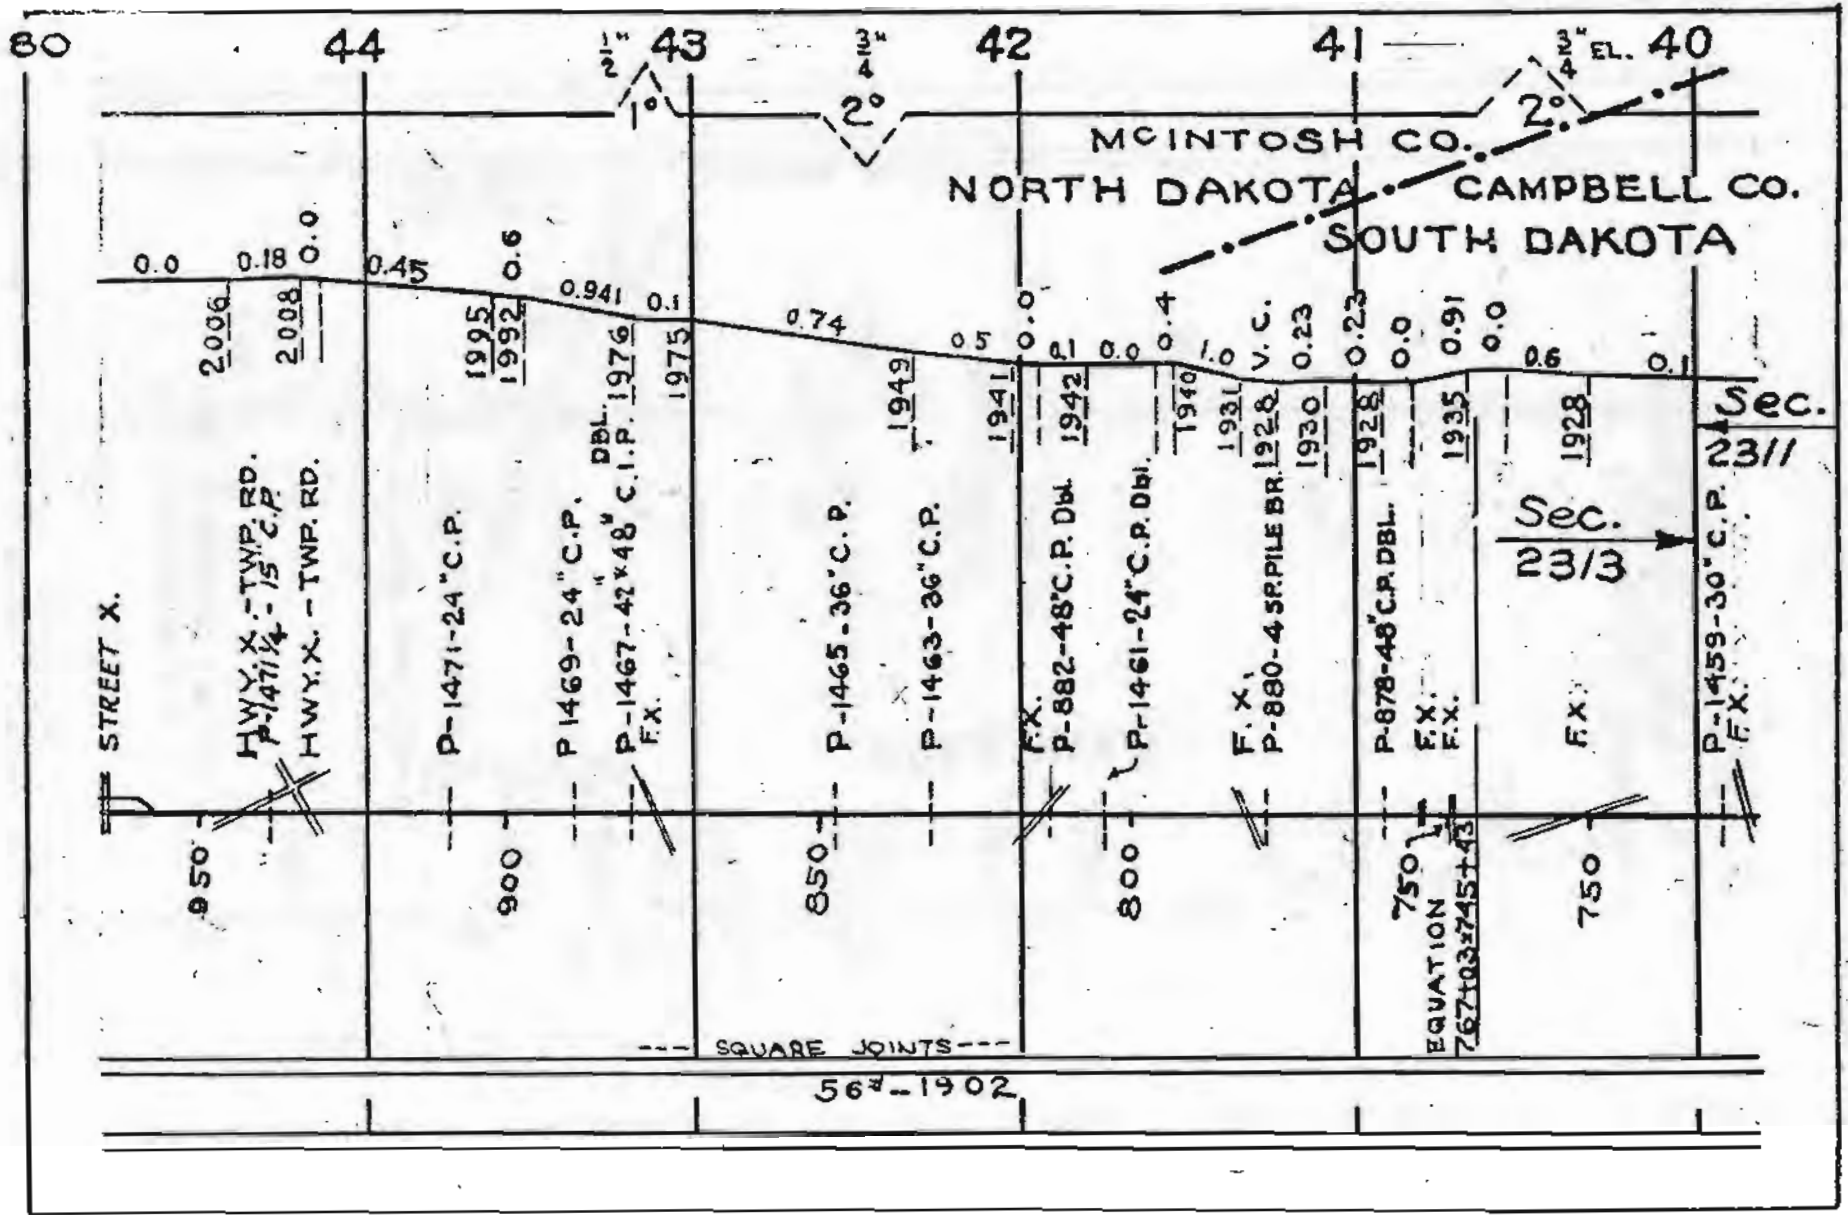 80 44 43 42 41 40
1/2" 3/4" 3/4" EL.
1° 2° 2°
McINTOSH CO.
NORTH DAKOTA CAMPBELL CO.
SOUTH DAKOTA
0.0 0.18 0.0 0.45 0.6 0.941 0.1 0.74 0.5 0.0 0.1 0.0 0.4 1.0 V.C. 0.23 0.23 0.0 0.91 0.0 0.6 0.1
2006 2008 1995 1992 1976 1975 1949 1941 1942 1940 1931 1928 1930 1928 1935 1928
Sec.
23/1
Sec.
23/3
STREET X.
HWY. X. - TWP. RD.
P-1471 1/4 - 15" C.P.
HWY. X. - TWP. RD.
P-1471-24" C.P.
P 1469-24" C.P.
DBL.
P-1467-42"x48" C.I.P.
F.X.
P-1465-36" C.P.
P-1463-36" C.P.
F.X.
P-882-48" C.P. Dbl.
P-1461-24" C.P. Dbl.
F.X.
P-880-4 SP. PILE BR.
P-878-48" C.P. DBL.
F.X.
F.X.
F.X.
P-1459-30" C.P.
F.X.
950 900 850 800 750 750
EQUATION
767+03=745+43
SQUARE JOINTS
56#-1902